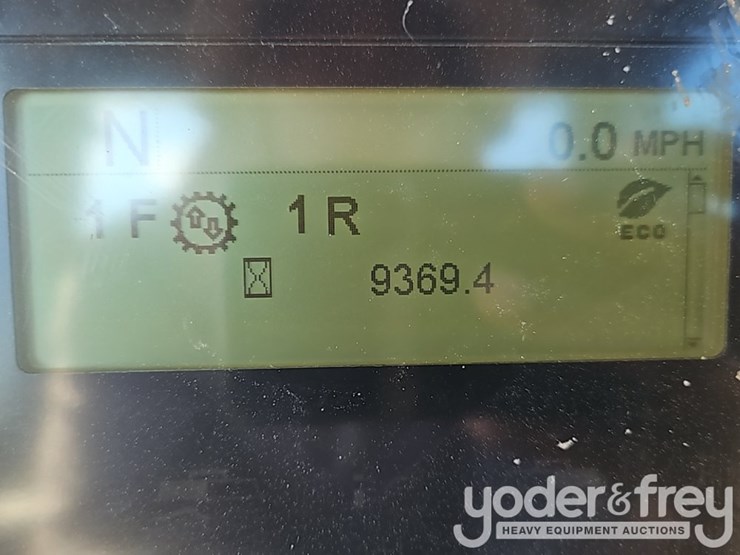 N 0.0 MPH
1 F 1 R
ECO
9369.4
yoder&frey
HEAVY EQUIPMENT AUCTIONS